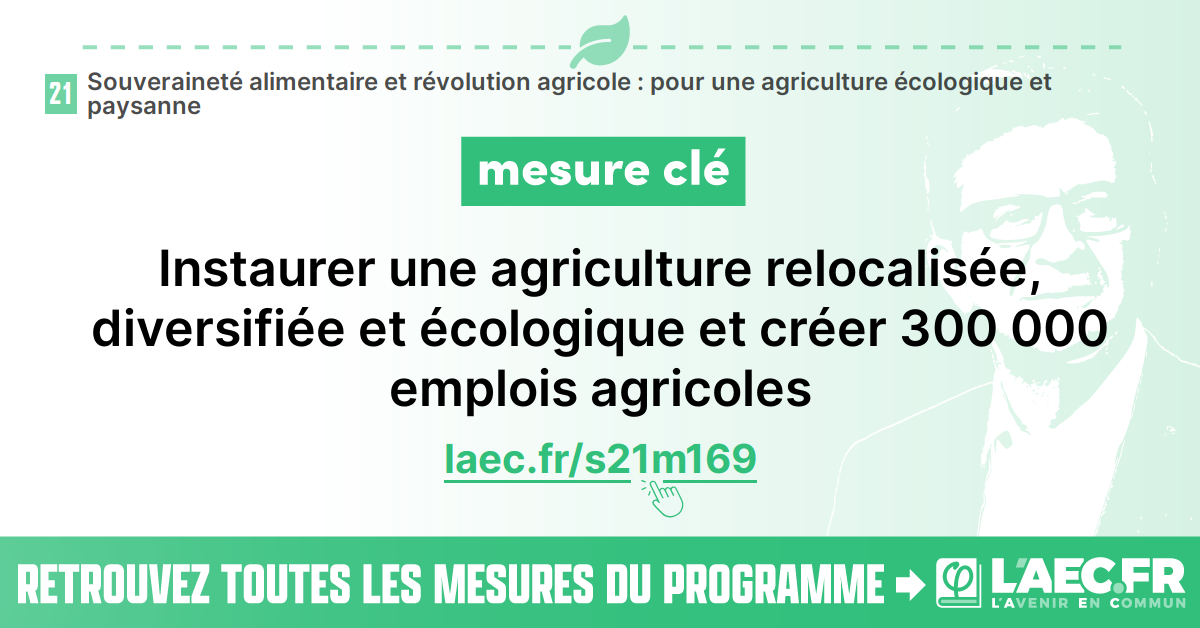 21
Souveraineté alimentaire et révolution agricole : pour une agriculture écologique et
paysanne
mesure clé
Instaurer une agriculture relocalisée,
diversifiée et écologique et créer 300 000
emplois agricoles
laec.fr/s21m169
RETROUVEZ TOUTES LES MESURES DU PROGRAMME
φ
L'AEC.FR
L'AVENIR EN COMMUN